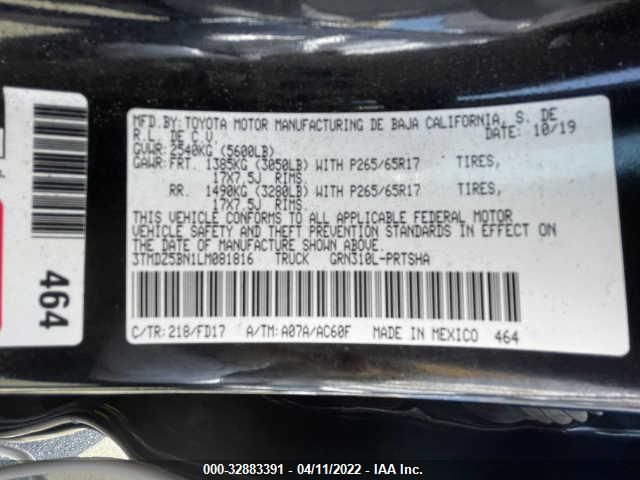 MFD.BY:TOYOTA MOTOR MANUFACTURING DE BAJA CALIFORNIA, S. DE
R.L. DE C.V. DATE: 10/19
GVWR: 2540KG (5600LB)
GAWR: FRT. 1385KG (3050LB) WITH P265/65R17 TIRES,
17X7.5J RIMS
RR. 1490KG (3280LB) WITH P265/65R17 TIRES,
17X7.5J RIMS.
THIS VEHICLE CONFORMS TO ALL APPLICABLE FEDERAL MOTOR
VEHICLE SAFETY AND THEFT PREVENTION STANDARDS IN EFFECT ON
THE DATE OF MANUFACTURE SHOWN ABOVE.
3TMDZ5BN1LM081816 TRUCK GRN310L-PRTSHA
C/TR:218/FD17 A/TM:A07A/AC60F MADE IN MEXICO 464
464
000-32883391 - 04/11/2022 - IAA Inc.